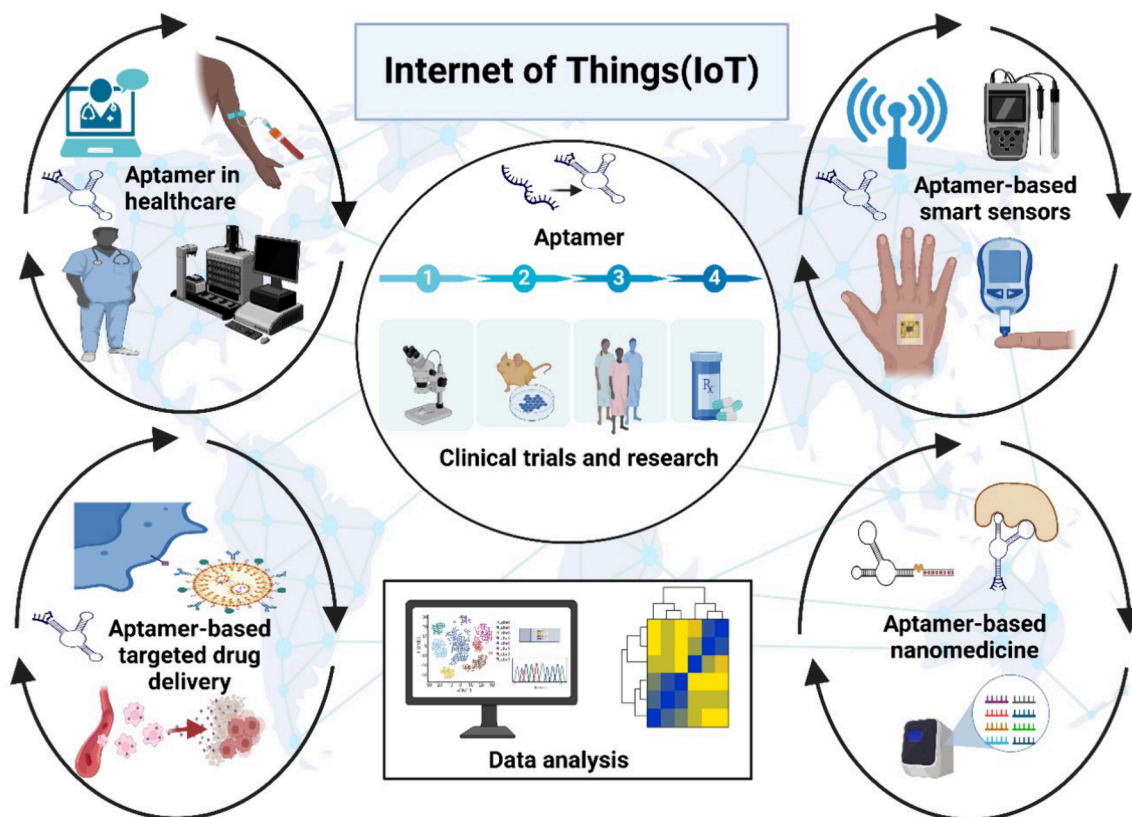 Internet of Things(IoT)
Aptamer in
healthcare
Aptamer
1 2 3 4
Rx
Clinical trials and research
Aptamer-based
smart sensors
Aptamer-based
targeted drug
delivery
Data analysis
Aptamer-based
nanomedicine